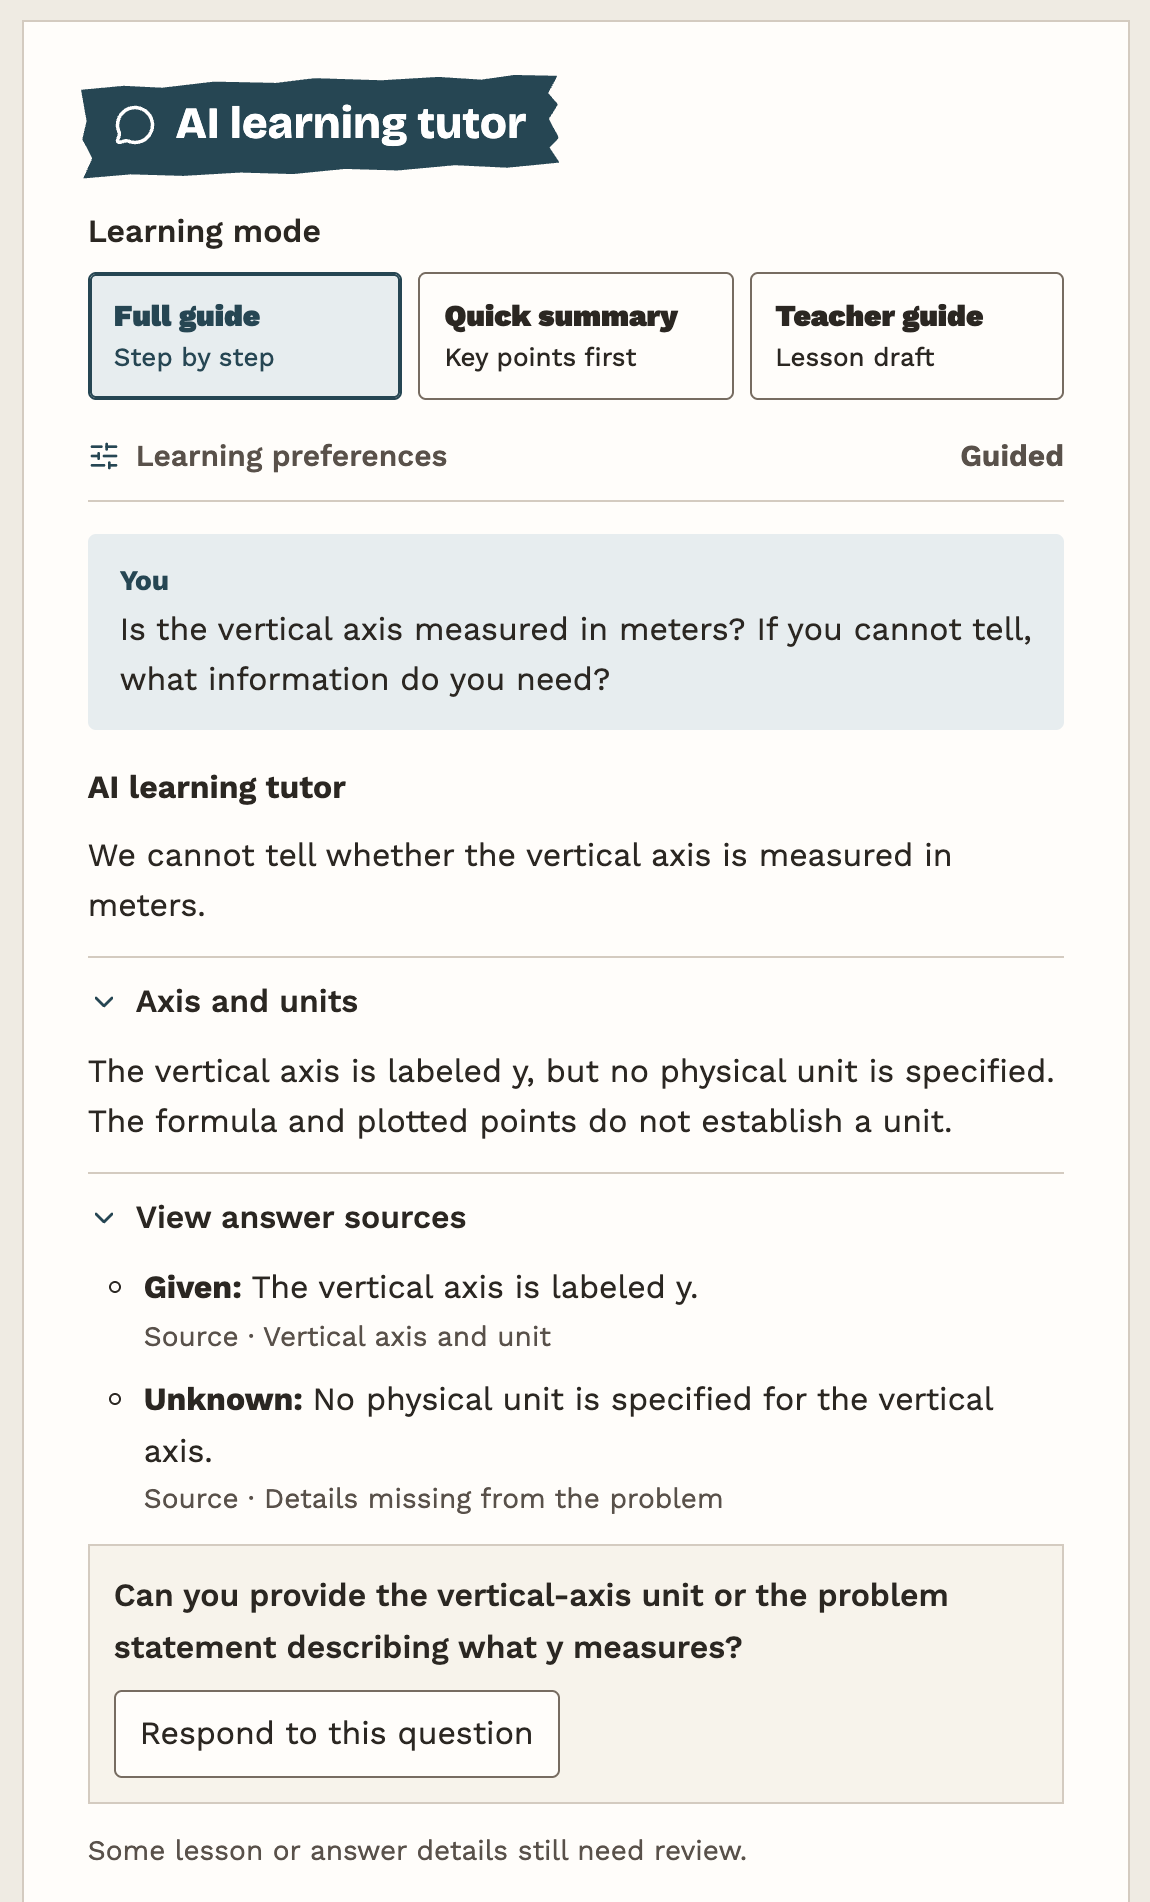 AI learning tutor
Learning mode
Full guide
Step by step
Quick summary
Key points first
Teacher guide
Lesson draft
Learning preferences
Guided
You
Is the vertical axis measured in meters? If you cannot tell,
what information do you need?
AI learning tutor
We cannot tell whether the vertical axis is measured in
meters.
Axis and units
The vertical axis is labeled y, but no physical unit is specified.
The formula and plotted points do not establish a unit.
View answer sources
Given: The vertical axis is labeled y.
Source · Vertical axis and unit
Unknown: No physical unit is specified for the vertical
axis.
Source · Details missing from the problem
Can you provide the vertical-axis unit or the problem
statement describing what y measures?
Respond to this question
Some lesson or answer details still need review.